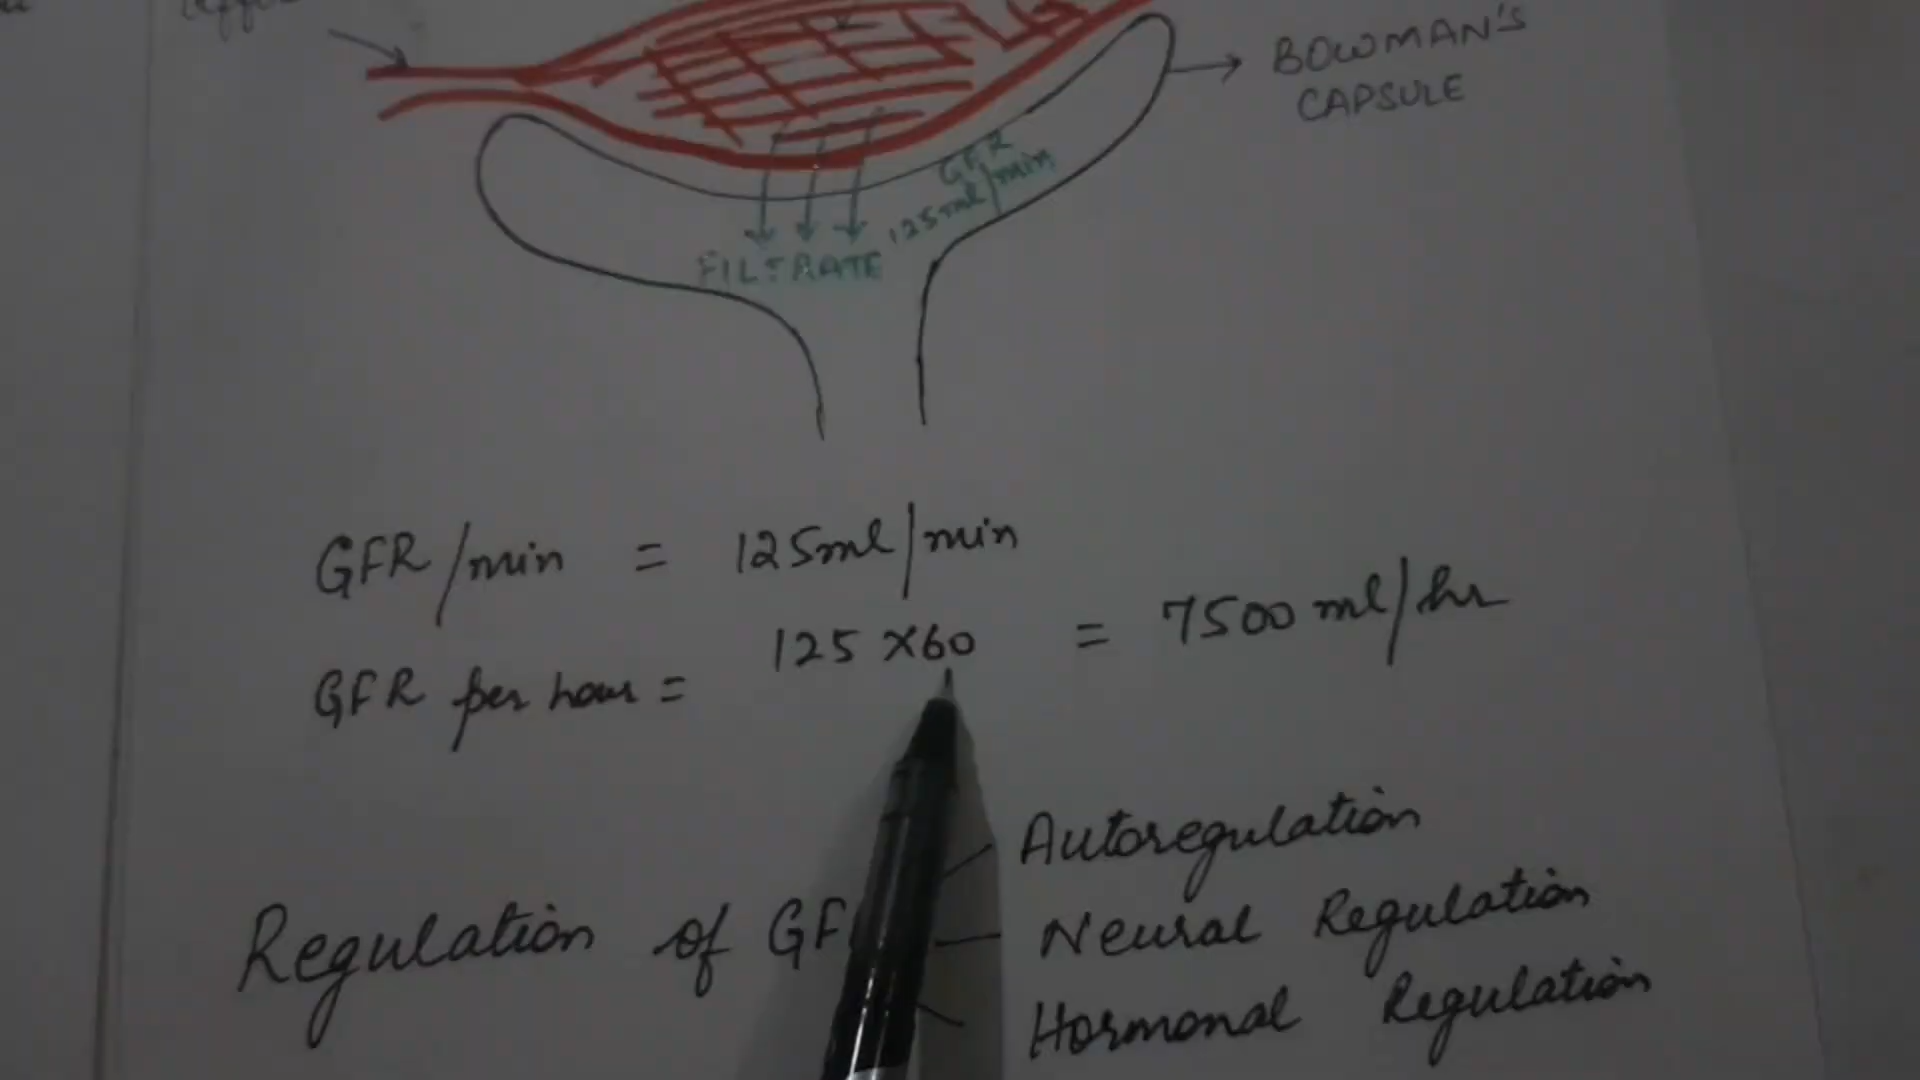 BOWMAN'S
CAPSULE
GFR
125ml/min
FILTRATE
GFR/min = 125ml/min
GFR per hour = 125 x60 = 7500 ml/hr
Regulation of GF
Autoregulation
Neural Regulation
Hormonal Regulation